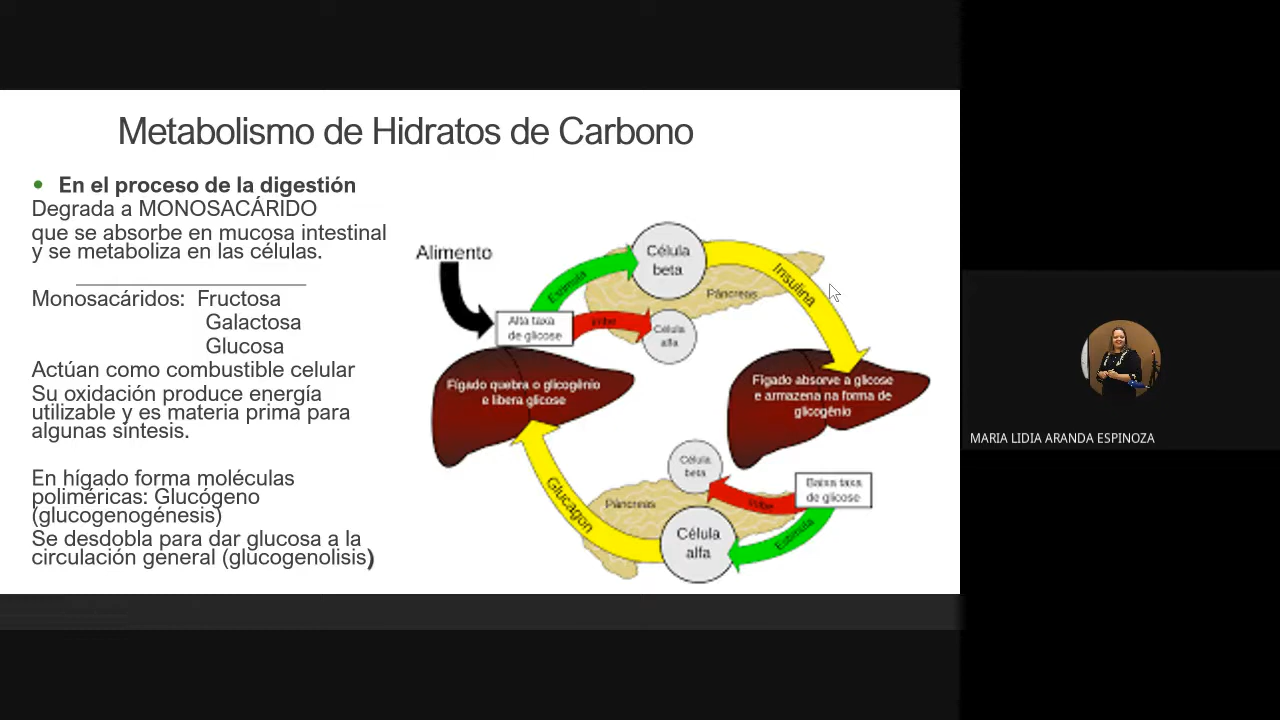 Metabolismo de Hidratos de Carbono
En el proceso de la digestión
Degrada a MONOSACÁRIDO
que se absorbe en mucosa intestinal
y se metaboliza en las células.
Monosacáridos: Fructosa
Galactosa
Glucosa
Actúan como combustible celular
Su oxidación produce energía
utilizable y es materia prima para
algunas síntesis.
En hígado forma moléculas
poliméricas: Glucógeno
(glucogenogénesis)
Se desdobla para dar glucosa a la
circulación general (glucogenolisis)
Alimento
Alta taxa
de glicose
Estimula
Inibe
Célula
beta
Pâncreas
Célula
alfa
Insulina
Fígado quebra o glicogênio
e libera glicose
Fígado absorve a glicose
e armazena na forma de
glicogênio
Célula
beta
Pâncreas
Inibe
Baixa taxa
de glicose
Estimula
Célula
alfa
Glucagon
MARIA LIDIA ARANDA ESPINOZA